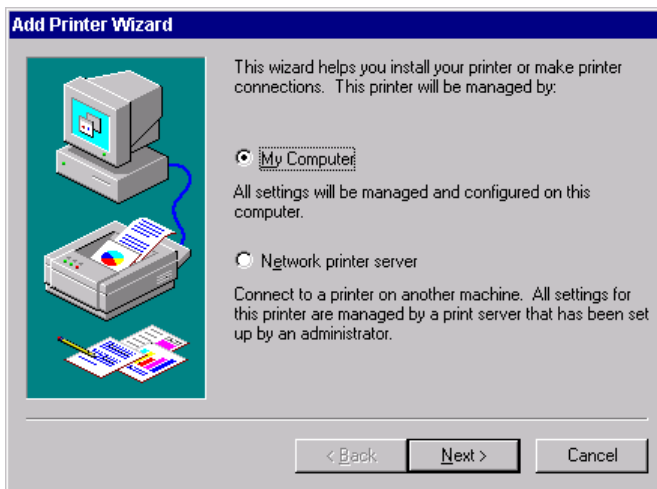 Add Printer Wizard
This wizard helps you install your printer or make printer
connections. This printer will be managed by:
My Computer
All settings will be managed and configured on this
computer.
Network printer server
Connect to a printer on another machine. All settings for
this printer are managed by a print server that has been set
up by an administrator.
< Back
Next >
Cancel